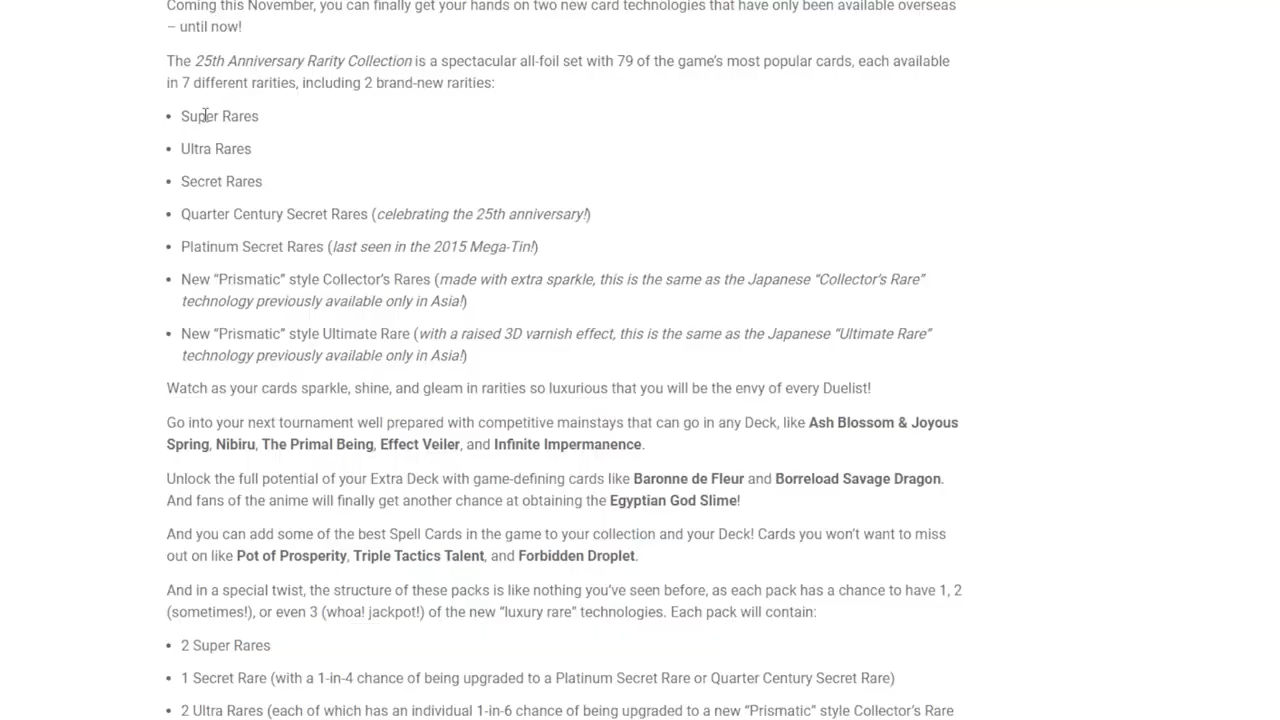 Coming this November, you can finally get your hands on two new card technologies that have only been available overseas
– until now!
The 25th Anniversary Rarity Collection is a spectacular all-foil set with 79 of the game’s most popular cards, each available
in 7 different rarities, including 2 brand-new rarities:
• Super Rares
• Ultra Rares
• Secret Rares
• Quarter Century Secret Rares (celebrating the 25th anniversary!)
• Platinum Secret Rares (last seen in the 2015 Mega-Tin!)
• New “Prismatic” style Collector’s Rares (made with extra sparkle, this is the same as the Japanese “Collector’s Rare”
technology previously available only in Asia!)
• New “Prismatic” style Ultimate Rare (with a raised 3D varnish effect, this is the same as the Japanese “Ultimate Rare”
technology previously available only in Asia!)
Watch as your cards sparkle, shine, and gleam in rarities so luxurious that you will be the envy of every Duelist!
Go into your next tournament well prepared with competitive mainstays that can go in any Deck, like Ash Blossom & Joyous
Spring, Nibiru, The Primal Being, Effect Veiler, and Infinite Impermanence.
Unlock the full potential of your Extra Deck with game-defining cards like Baronne de Fleur and Borreload Savage Dragon.
And fans of the anime will finally get another chance at obtaining the Egyptian God Slime!
And you can add some of the best Spell Cards in the game to your collection and your Deck! Cards you won’t want to miss
out on like Pot of Prosperity, Triple Tactics Talent, and Forbidden Droplet.
And in a special twist, the structure of these packs is like nothing you’ve seen before, as each pack has a chance to have 1, 2
(sometimes!), or even 3 (whoa! jackpot!) of the new “luxury rare” technologies. Each pack will contain:
• 2 Super Rares
• 1 Secret Rare (with a 1-in-4 chance of being upgraded to a Platinum Secret Rare or Quarter Century Secret Rare)
• 2 Ultra Rares (each of which has an individual 1-in-6 chance of being upgraded to a new “Prismatic” style Collector’s Rare